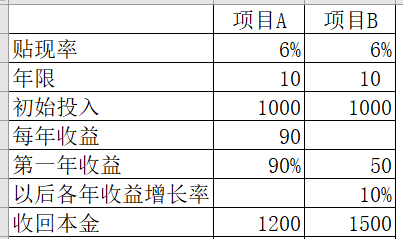 项目A 项目B
贴现率 6% 6%
年限 10 10
初始投入 1000 1000
每年收益 90
第一年收益 90% 50
以后各年收益增长率 10%
收回本金 1200 1500